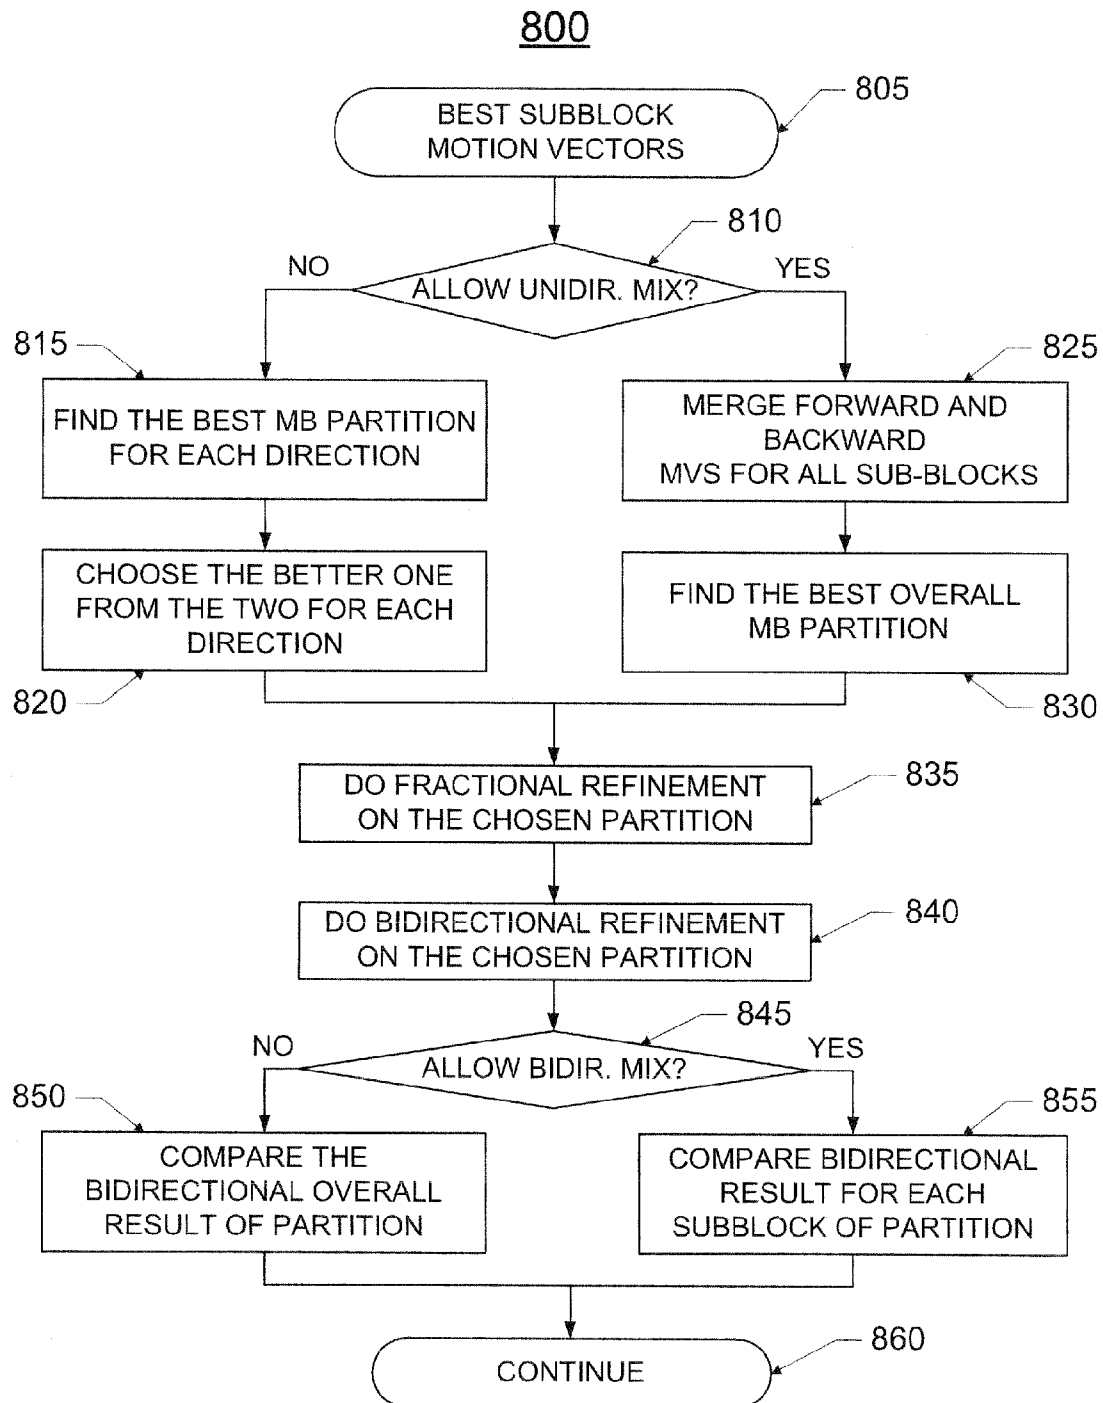 800
BEST SUBBLOCK
MOTION VECTORS
805
810
ALLOW UNIDIR. MIX?
NO
YES
815
FIND THE BEST MB PARTITION
FOR EACH DIRECTION
825
MERGE FORWARD AND
BACKWARD
MVS FOR ALL SUB-BLOCKS
CHOOSE THE BETTER ONE
FROM THE TWO FOR EACH
DIRECTION
820
FIND THE BEST OVERALL
MB PARTITION
830
DO FRACTIONAL REFINEMENT
ON THE CHOSEN PARTITION
835
DO BIDIRECTIONAL REFINEMENT
ON THE CHOSEN PARTITION
840
845
ALLOW BIDIR. MIX?
NO
YES
850
COMPARE THE
BIDIRECTIONAL OVERALL
RESULT OF PARTITION
855
COMPARE BIDIRECTIONAL
RESULT FOR EACH
SUBBLOCK OF PARTITION
CONTINUE
860